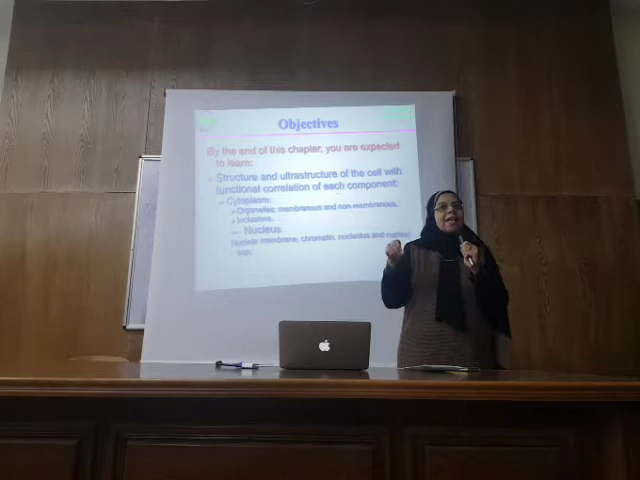 Objectives
By the end of this chapter, you are expected
to learn:
Structure and ultrastructure of the cell with
functional correlation of each component:
– Cytoplasm:
Organelles: membranous and non-membranous.
Inclusions.
– Nucleus
Nuclear membrane, chromatin, nucleolus and nuclear
sap.